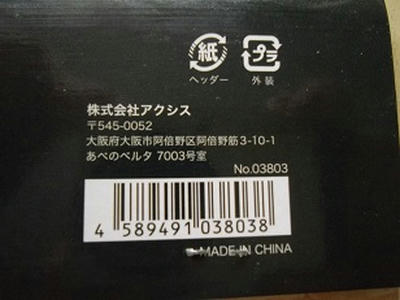 紙 プラ
ヘッダー 外装
株式会社アクシス
〒545-0052
大阪府大阪市阿倍野区阿倍野筋3-10-1
あべのベルタ 7003号室
No.03803
4 589491 038038
MADE IN CHINA